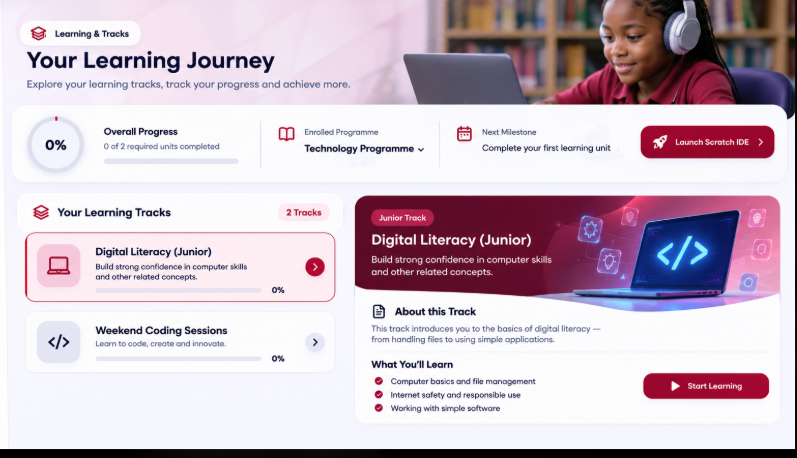 Learning & Tracks
Your Learning Journey
Explore your learning tracks, track your progress and achieve more.
0%
Overall Progress
0 of 2 required units completed
Enrolled Programme
Technology Programme
Next Milestone
Complete your first learning unit
Launch Scratch IDE
Your Learning Tracks
2 Tracks
Digital Literacy (Junior)
Build strong confidence in computer skills
and other related concepts.
0%
Weekend Coding Sessions
Learn to code, create and innovate.
0%
Junior Track
Digital Literacy (Junior)
Build strong confidence in computer skills
and other related concepts.
</>
About this Track
This track introduces you to the basics of digital literacy —
from handling files to using simple applications.
What You'll Learn
Computer basics and file management
Internet safety and responsible use
Working with simple software
Start Learning